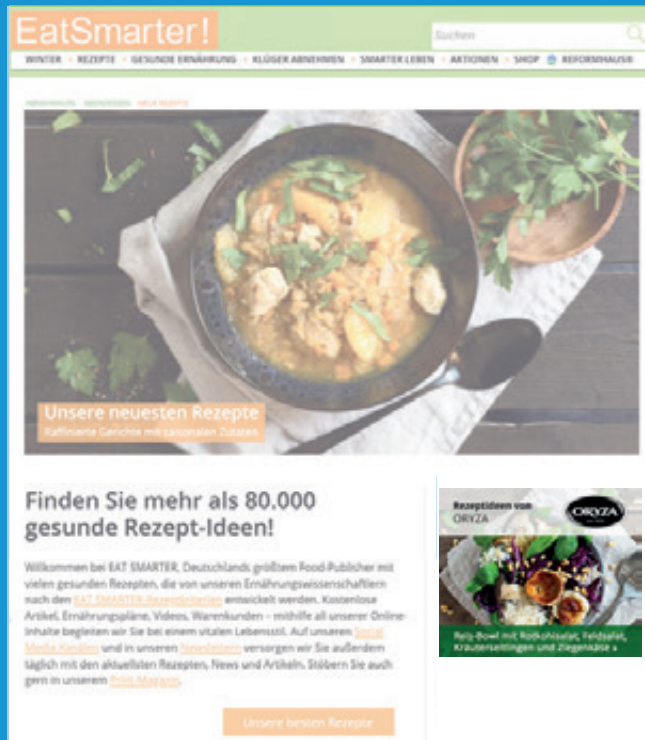 EatSmarter!
Suchen
WINTER • REZEPTE • GESUNDE ERNÄHRUNG • KLÜGER ABNEHMEN • SMARTER LEBEN • AKTIONEN • SHOP REFORMHAUS®
NEUE REZEPTE
Unsere neuesten Rezepte
Raffinierte Gerichte mit saisonalen Zutaten
Finden Sie mehr als 80.000
gesunde Rezept-Ideen!
Willkommen bei EAT SMARTER, Deutschlands größtem Food-Publisher mit
vielen gesunden Rezepten, die von unseren Ernährungswissenschaftlern
nach den EAT SMARTER-Rezeptkriterien entwickelt werden. Kostenlose
Artikel, Ernährungspläne, Videos, Warenkunden – mithilfe all unserer Online-
Inhalte begleiten wir Sie bei einem vitalen Lebensstil. Auf unseren Social
Media Kanälen und in unseren Newslettern versorgen wir Sie außerdem
täglich mit den aktuellsten Rezepten, News und Artikeln. Stöbern Sie auch
gern in unserem Print-Magazin.
Unsere besten Rezepte
Rezeptideen von
ORYZA
ORYZA
Reis-Bowl mit Rotkohlsalat, Feldsalat,
Kräuterseitlingen und Ziegenkäse »